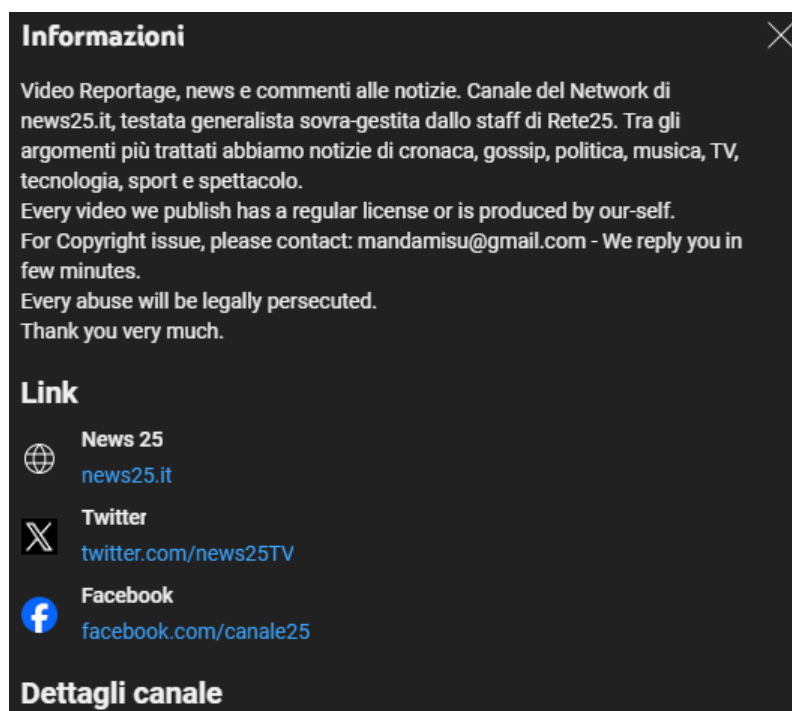 Informazioni
Video Reportage, news e commenti alle notizie. Canale del Network di
news25.it, testata generalista sovra-gestita dallo staff di Rete25. Tra gli
argomenti più trattati abbiamo notizie di cronaca, gossip, politica, musica, TV,
tecnologia, sport e spettacolo.
Every video we publish has a regular license or is produced by our-self.
For Copyright issue, please contact: mandamisu@gmail.com - We reply you in
few minutes.
Every abuse will be legally persecuted.
Thank you very much.
Link
News 25
news25.it
Twitter
twitter.com/news25TV
Facebook
facebook.com/canale25
Dettagli canale